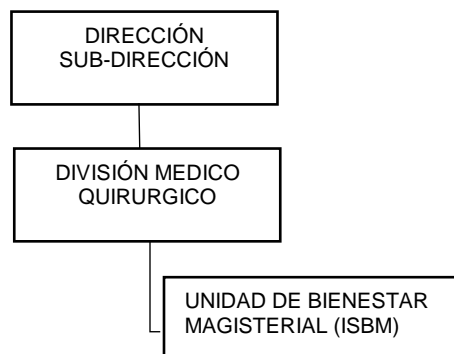 DIRECCIÓN
SUB-DIRECCIÓN
DIVISIÓN MEDICO
QUIRURGICO
UNIDAD DE BIENESTAR
MAGISTERIAL (ISBM)